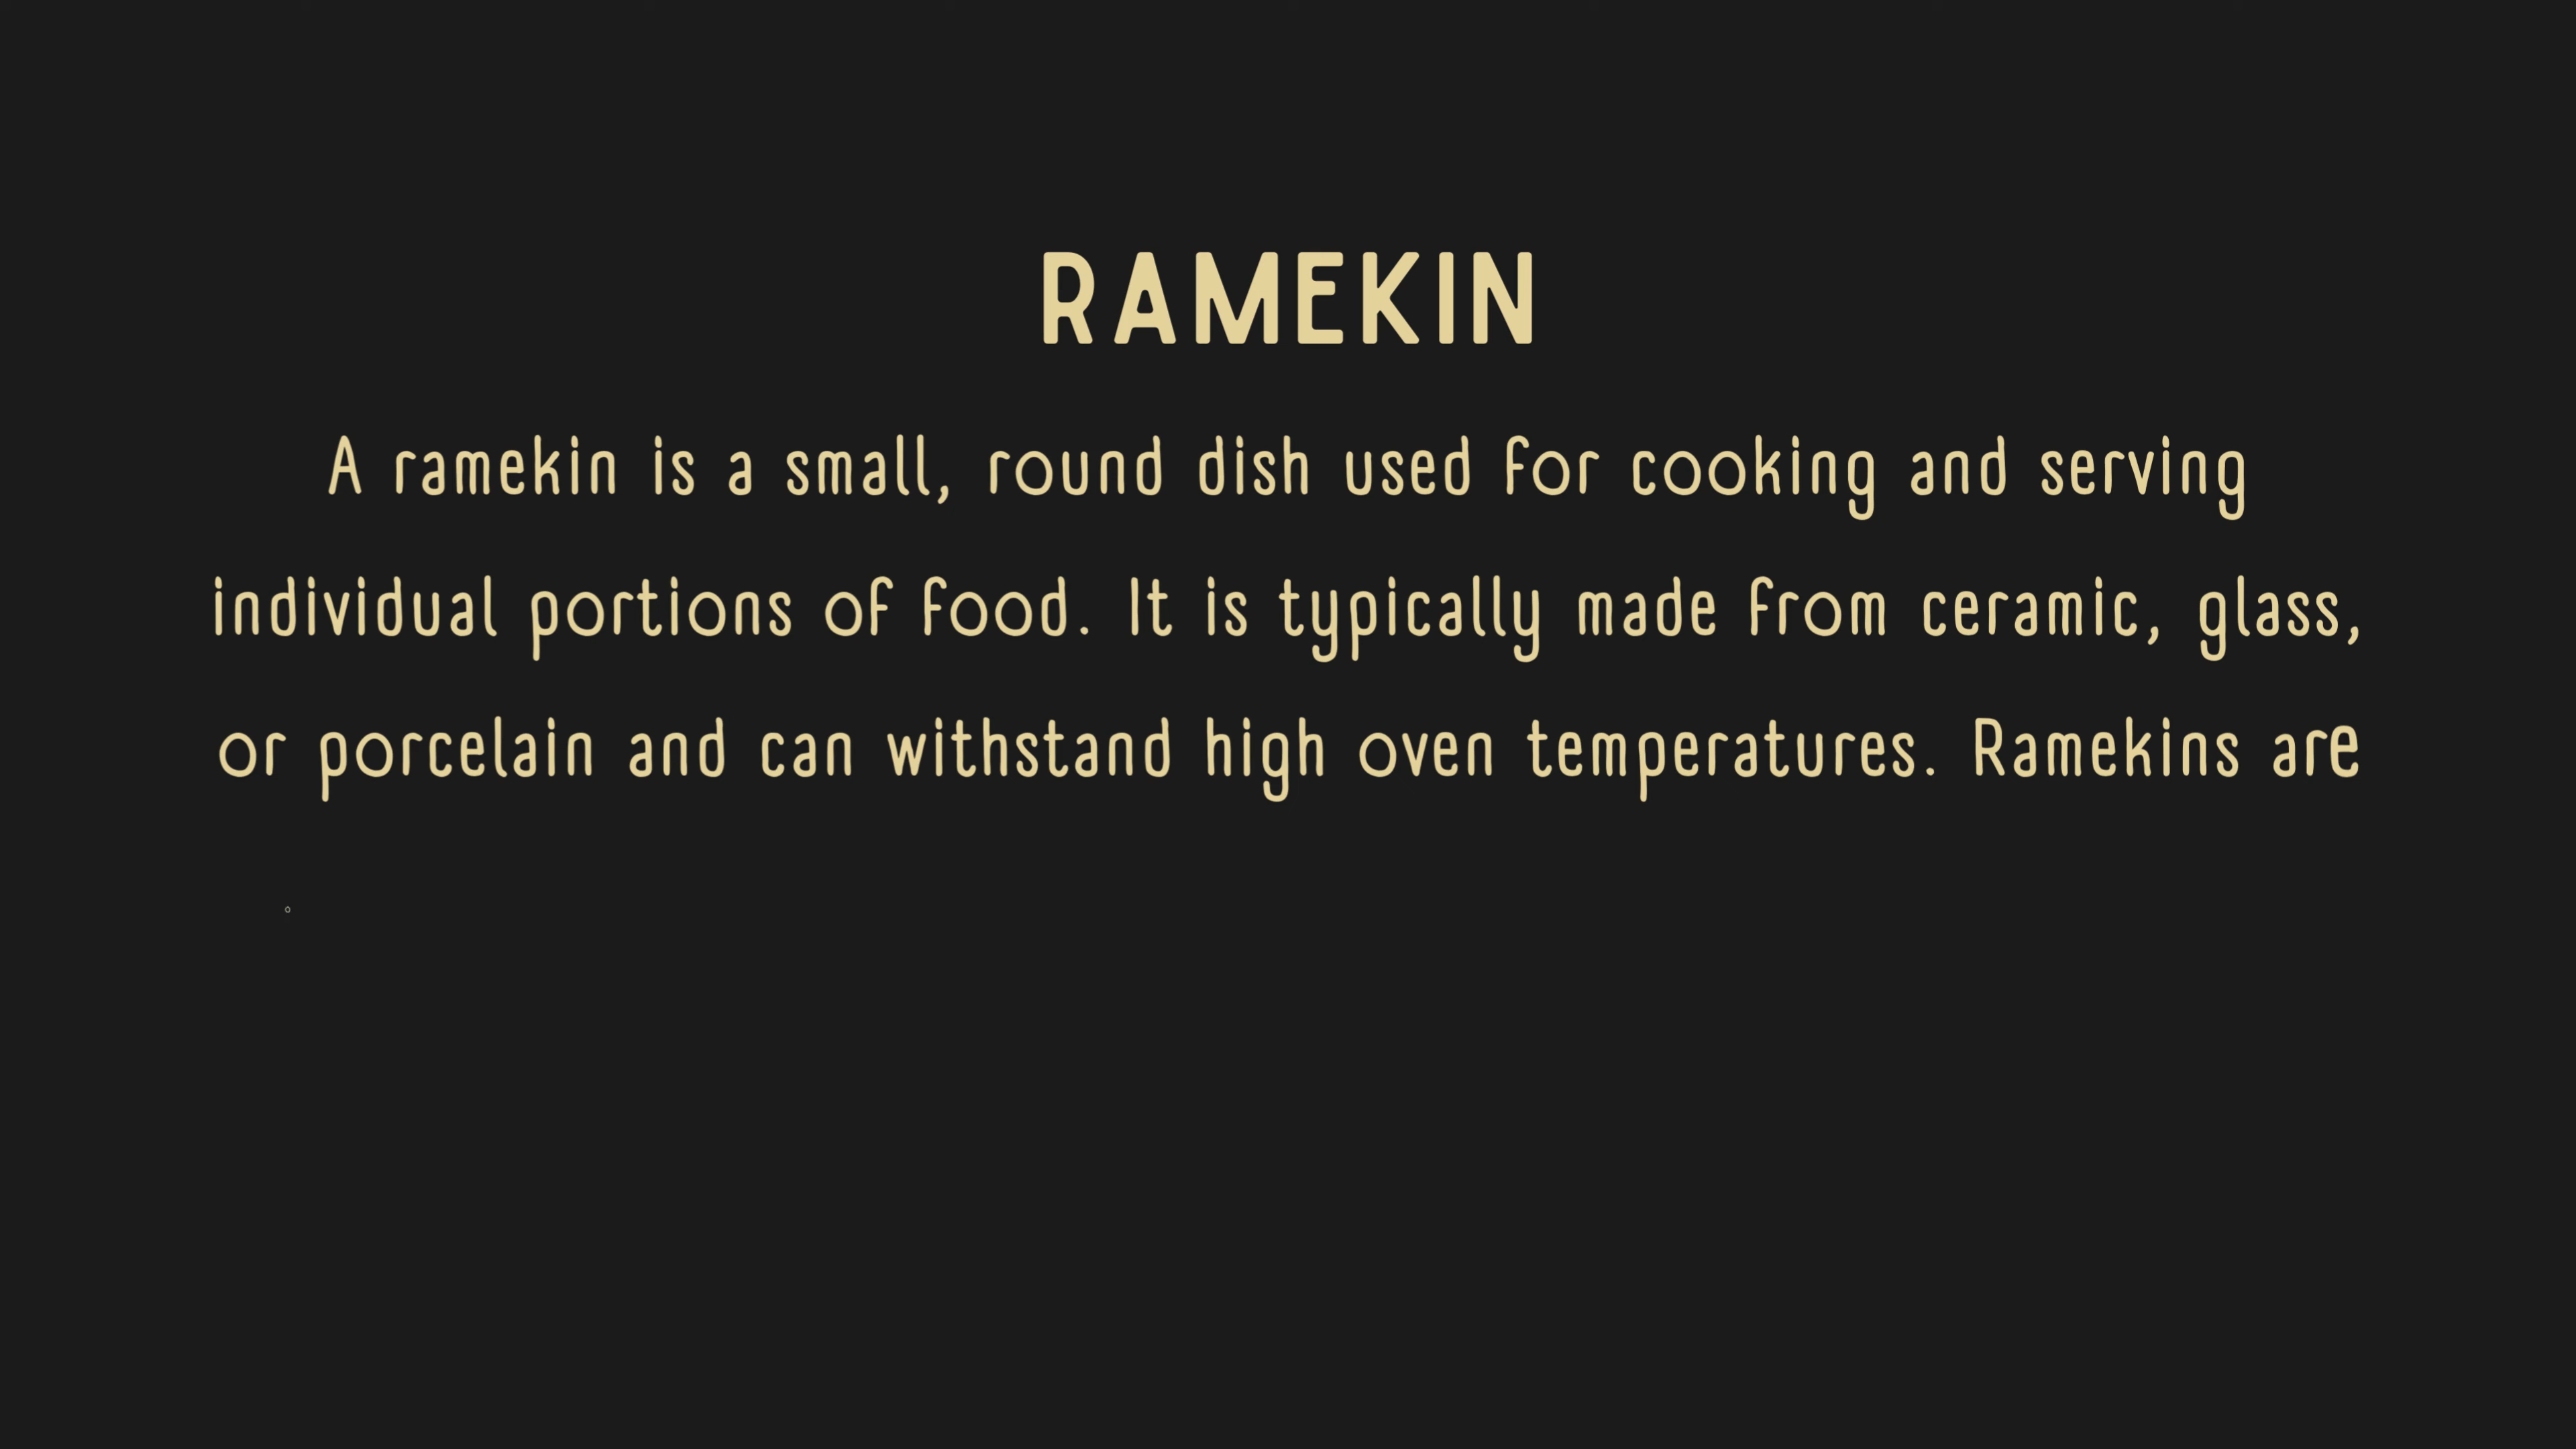 RAMEKIN
A ramekin is a small, round dish used for cooking and serving
individual portions of food. It is typically made from ceramic, glass,
or porcelain and can withstand high oven temperatures. Ramekins are